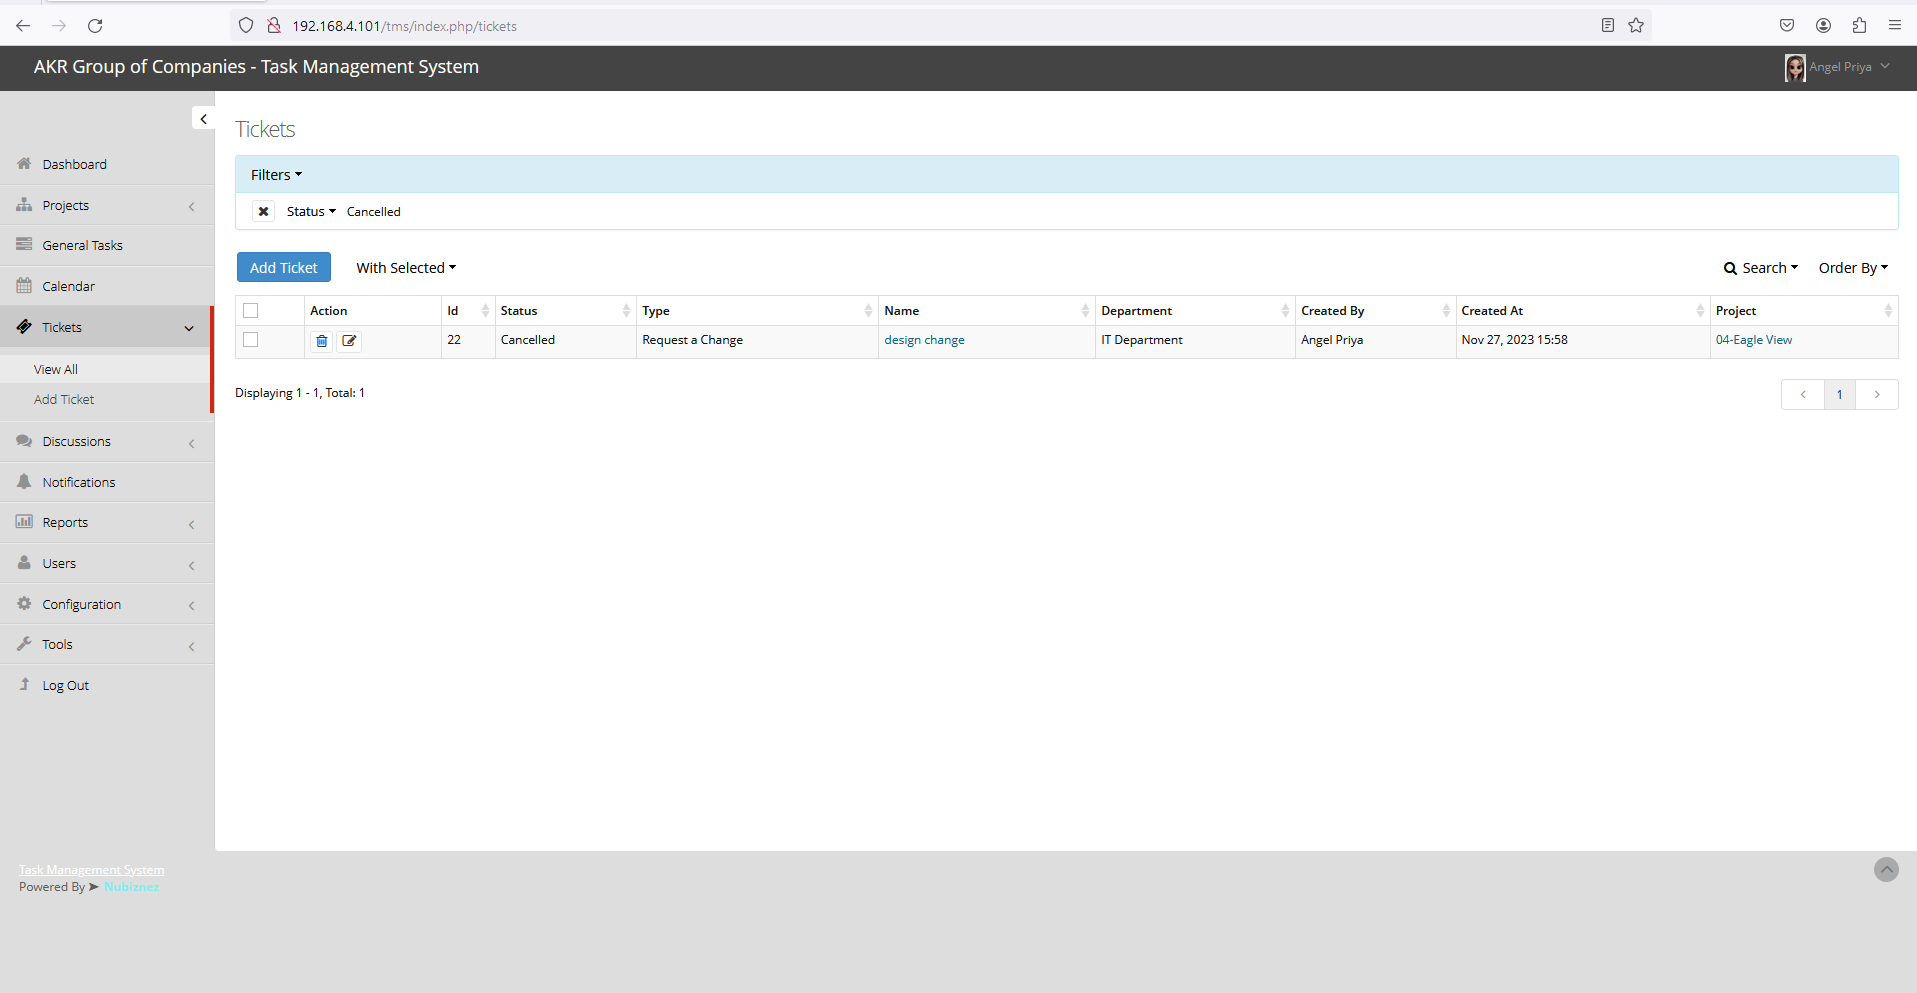 192.168.4.101/tms/index.php/tickets
AKR Group of Companies - Task Management System
Angel Priya
Dashboard
Projects
General Tasks
Calendar
Tickets
View All
Add Ticket
Discussions
Notifications
Reports
Users
Configuration
Tools
Log Out
Tickets
Filters
Status Cancelled
Add Ticket With Selected Search Order By
Action Id Status Type Name Department Created By Created At Project
22 Cancelled Request a Change design change IT Department Angel Priya Nov 27, 2023 15:58 04-Eagle View
Displaying 1 - 1, Total: 1
1
Task Management System
Powered By ➤ Nubiznez